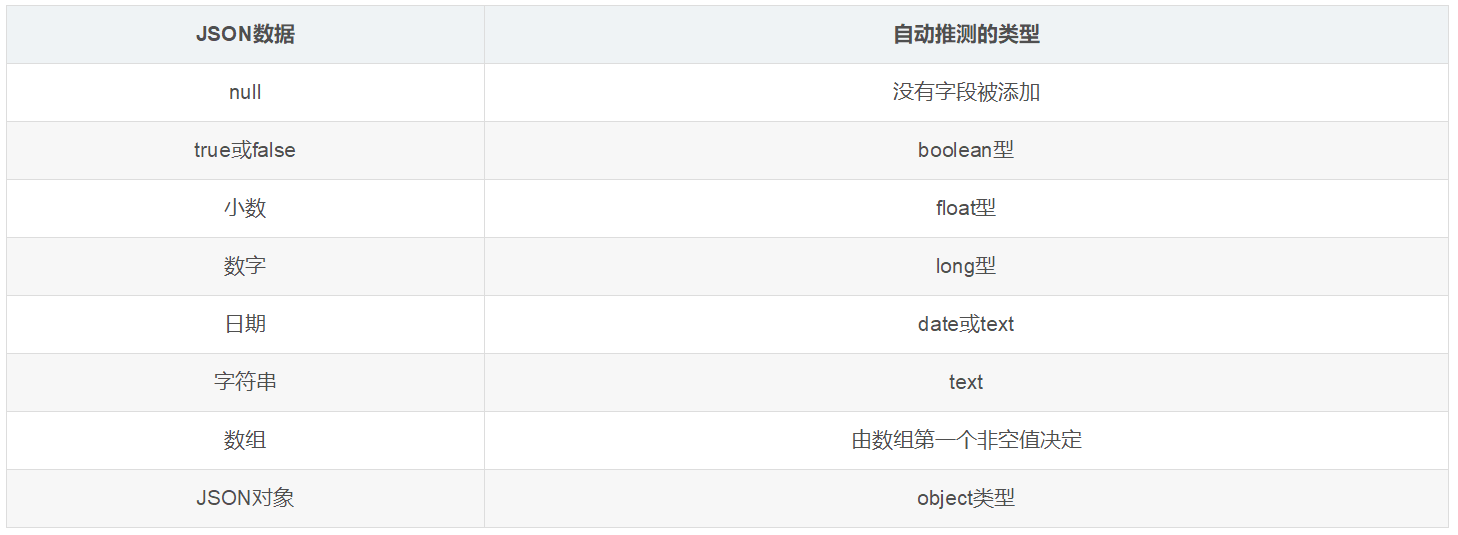 JSON数据 自动推测的类型
null 没有字段被添加
true或false boolean型
小数 float型
数字 long型
日期 date或text
字符串 text
数组 由数组第一个非空值决定
JSON对象 object类型